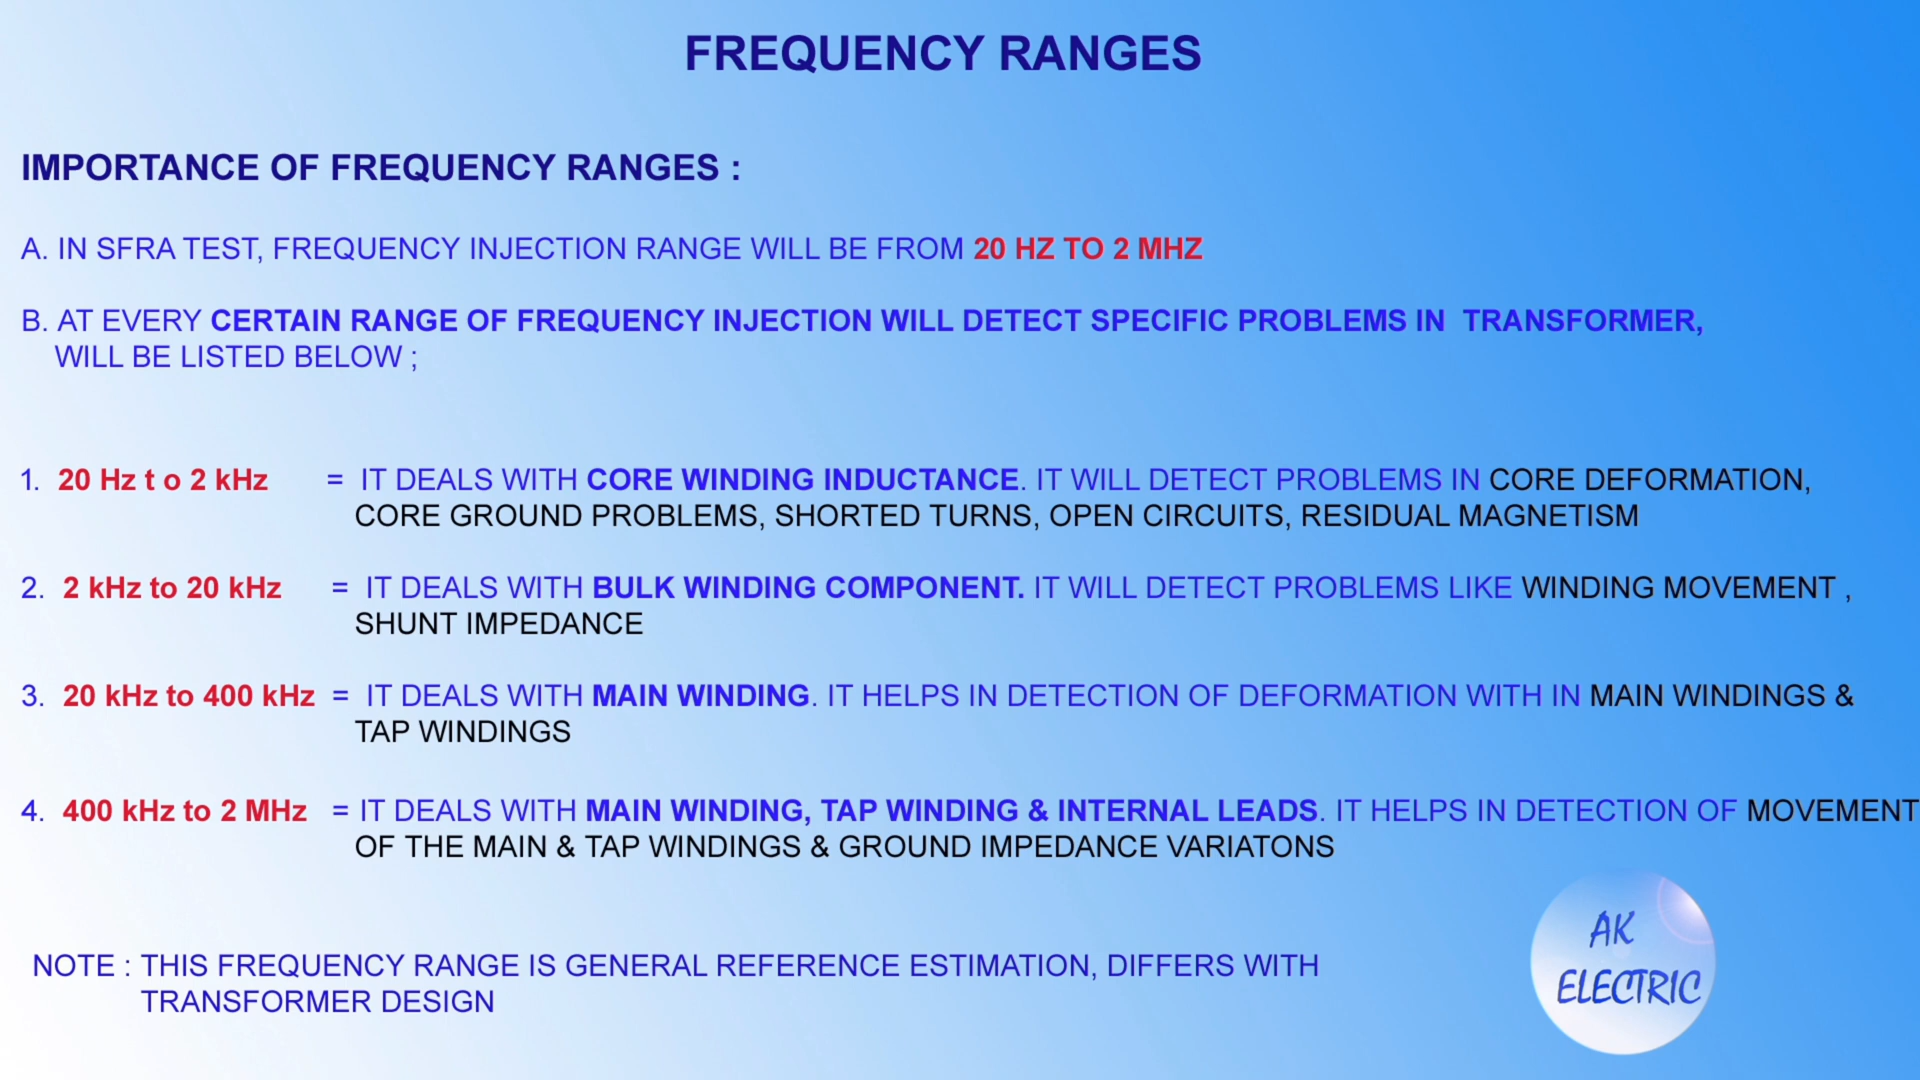 FREQUENCY RANGES
IMPORTANCE OF FREQUENCY RANGES :
A. IN SFRA TEST, FREQUENCY INJECTION RANGE WILL BE FROM 20 HZ TO 2 MHZ
B. AT EVERY CERTAIN RANGE OF FREQUENCY INJECTION WILL DETECT SPECIFIC PROBLEMS IN TRANSFORMER,
WILL BE LISTED BELOW ;
1. 20 Hz t o 2 kHz = IT DEALS WITH CORE WINDING INDUCTANCE. IT WILL DETECT PROBLEMS IN CORE DEFORMATION,
CORE GROUND PROBLEMS, SHORTED TURNS, OPEN CIRCUITS, RESIDUAL MAGNETISM
2. 2 kHz to 20 kHz = IT DEALS WITH BULK WINDING COMPONENT. IT WILL DETECT PROBLEMS LIKE WINDING MOVEMENT ,
SHUNT IMPEDANCE
3. 20 kHz to 400 kHz = IT DEALS WITH MAIN WINDING. IT HELPS IN DETECTION OF DEFORMATION WITH IN MAIN WINDINGS &
TAP WINDINGS
4. 400 kHz to 2 MHz = IT DEALS WITH MAIN WINDING, TAP WINDING & INTERNAL LEADS. IT HELPS IN DETECTION OF MOVEMENT
OF THE MAIN & TAP WINDINGS & GROUND IMPEDANCE VARIATONS
NOTE : THIS FREQUENCY RANGE IS GENERAL REFERENCE ESTIMATION, DIFFERS WITH
TRANSFORMER DESIGN
AK
ELECTRIC